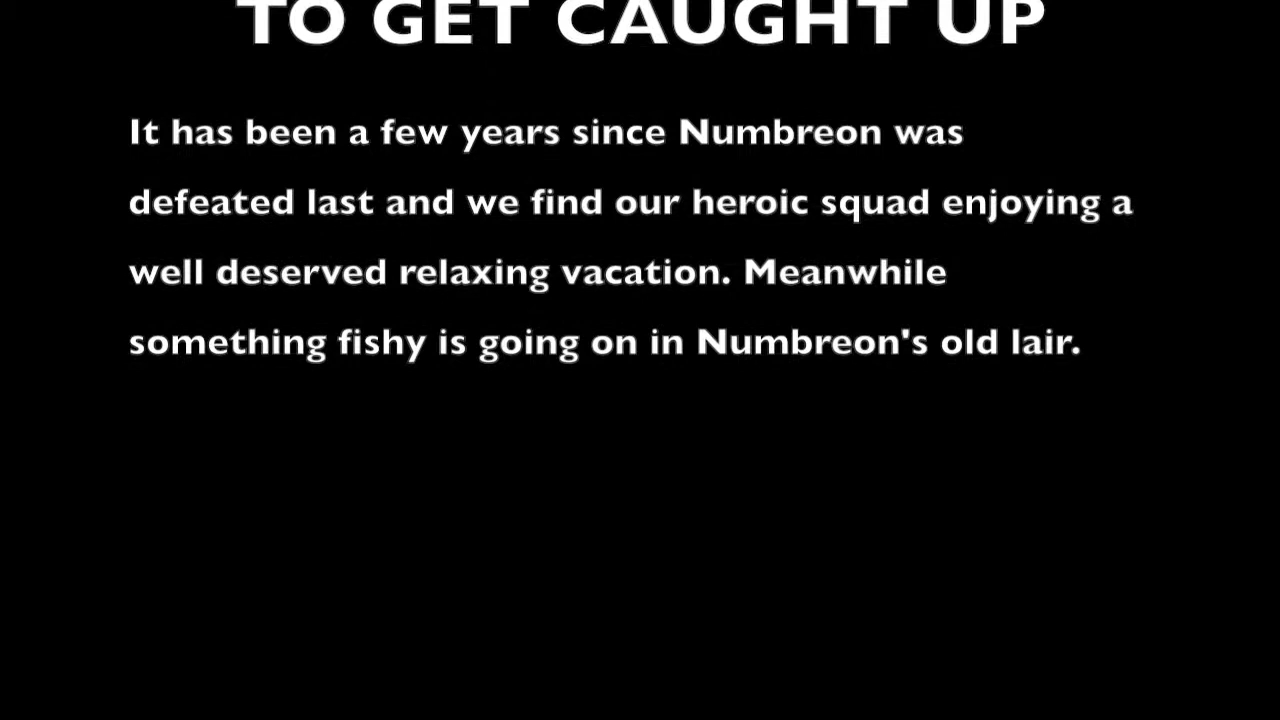 TO GET CAUGHT UP
It has been a few years since Numbreon was
defeated last and we find our heroic squad enjoying a
well deserved relaxing vacation. Meanwhile
something fishy is going on in Numbreon's old lair.